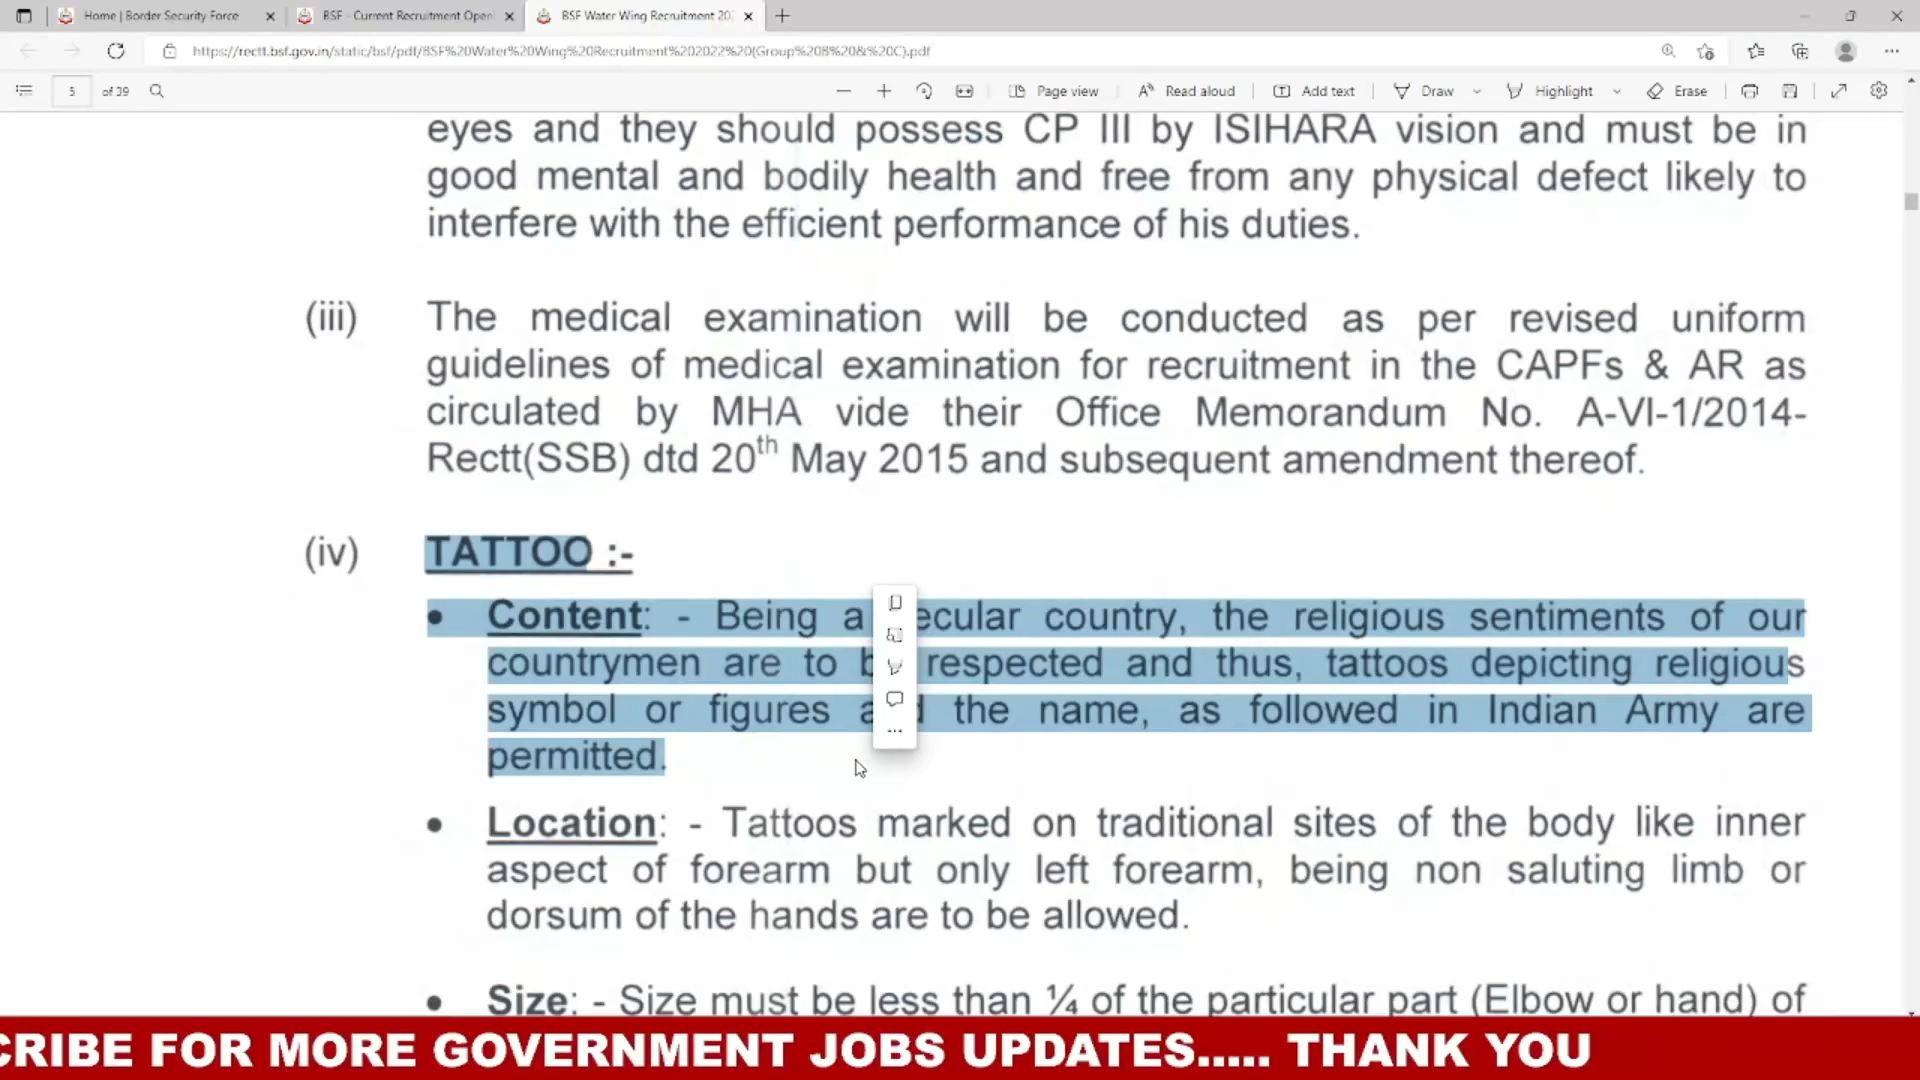 Home | Border Security Force
BSF - Current Recruitment Open
BSF Water Wing Recruitment 20
https://rectt.bsf.gov.in/static/bsf/pdf/BSF%20Water%20Wing%20Recruitment%202022%20(Group%20B%20&%20C).pdf
5 of 39
Page view
Read aloud
Add text
Draw
Highlight
Erase
eyes and they should possess CP III by ISIHARA vision and must be in
good mental and bodily health and free from any physical defect likely to
interfere with the efficient performance of his duties.
(iii) The medical examination will be conducted as per revised uniform
guidelines of medical examination for recruitment in the CAPFs & AR as
circulated by MHA vide their Office Memorandum No. A-VI-1/2014-
Rectt(SSB) dtd 20th May 2015 and subsequent amendment thereof.
(iv) TATTOO :-
• Content: - Being a ecular country, the religious sentiments of our
countrymen are to b respected and thus, tattoos depicting religious
symbol or figures a d the name, as followed in Indian Army are
permitted.
• Location: - Tattoos marked on traditional sites of the body like inner
aspect of forearm but only left forearm, being non saluting limb or
dorsum of the hands are to be allowed.
• Size: - Size must be less than ¼ of the particular part (Elbow or hand) of
CRIBE FOR MORE GOVERNMENT JOBS UPDATES..... THANK YOU